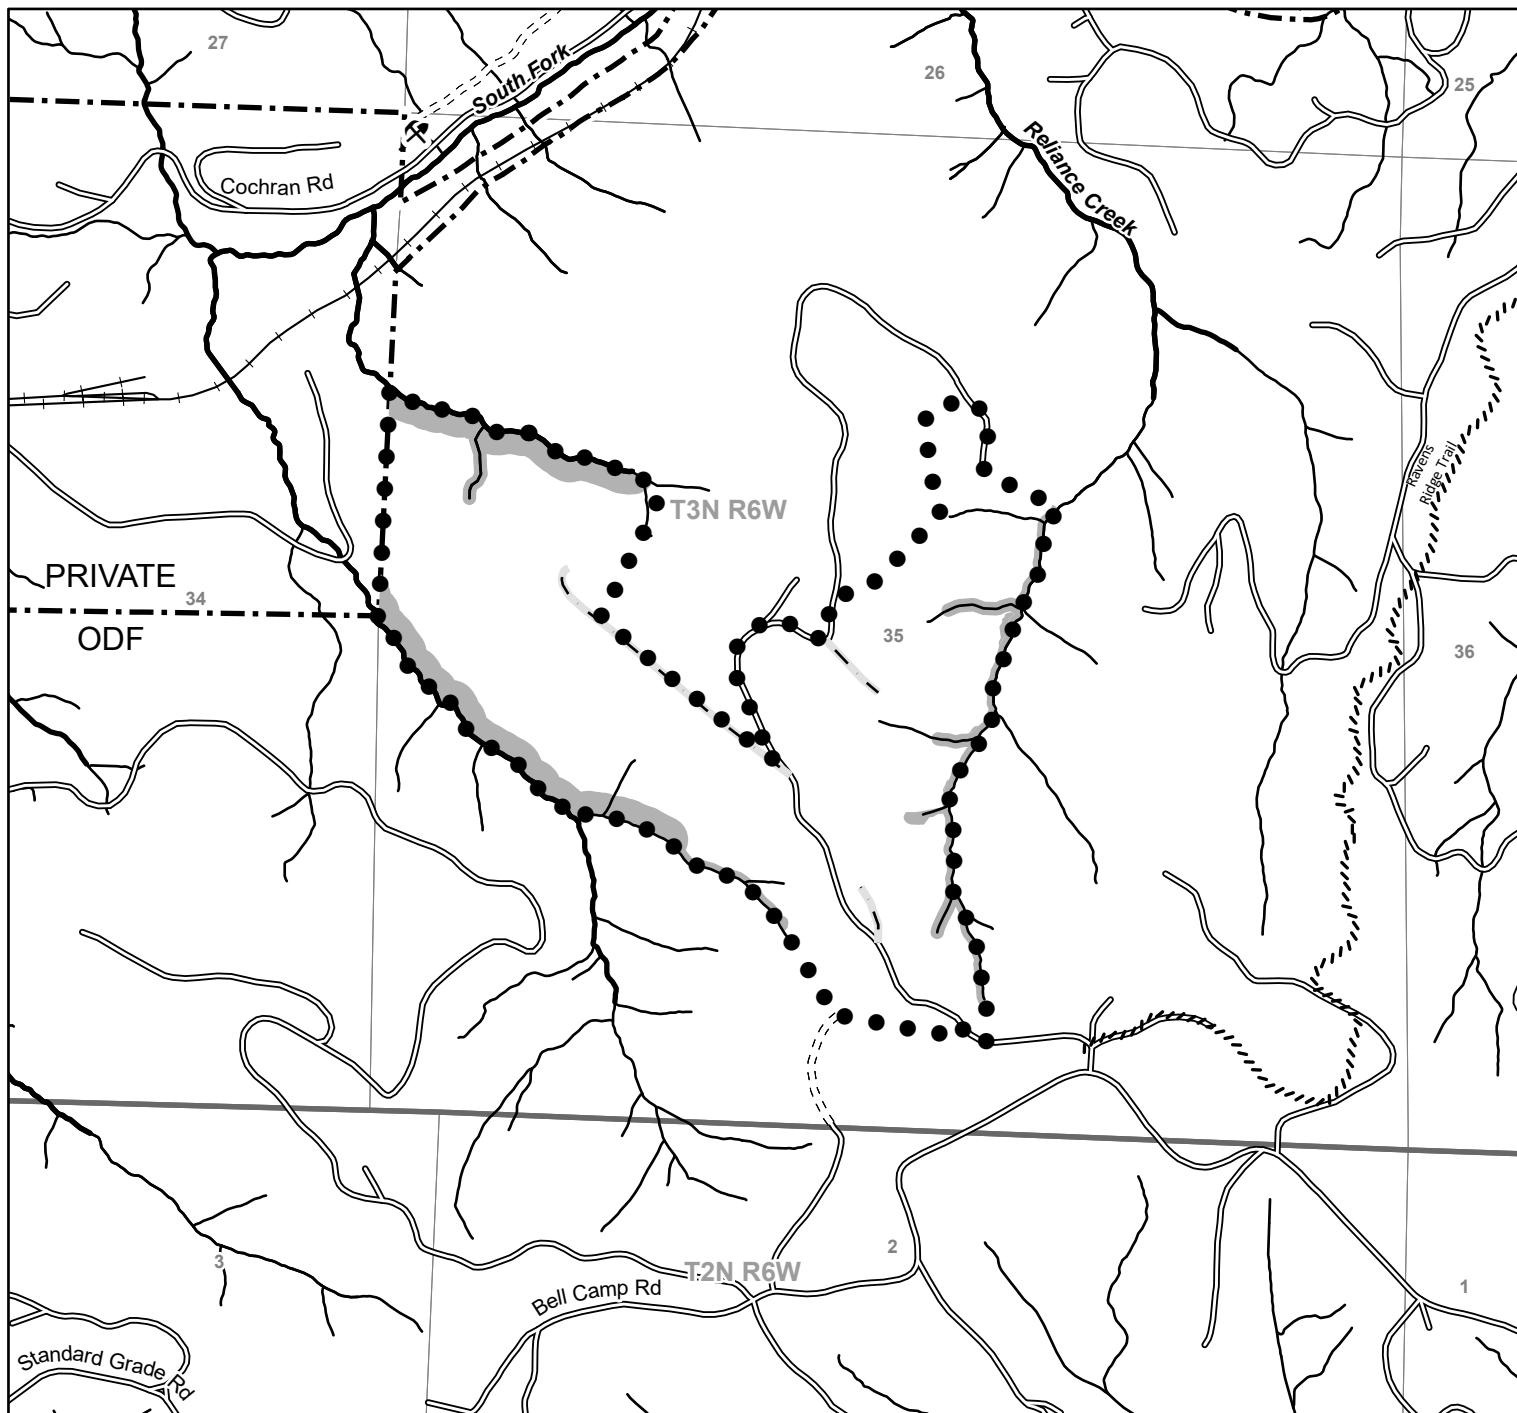 27
26
25
South Fork
Reliance Creek
Cochran Rd
Ravens
Ridge Trail
T3N R6W
PRIVATE
34
ODF
35
36
3
T2N R6W
2
1
Bell Camp Rd
Standard Grade Rd